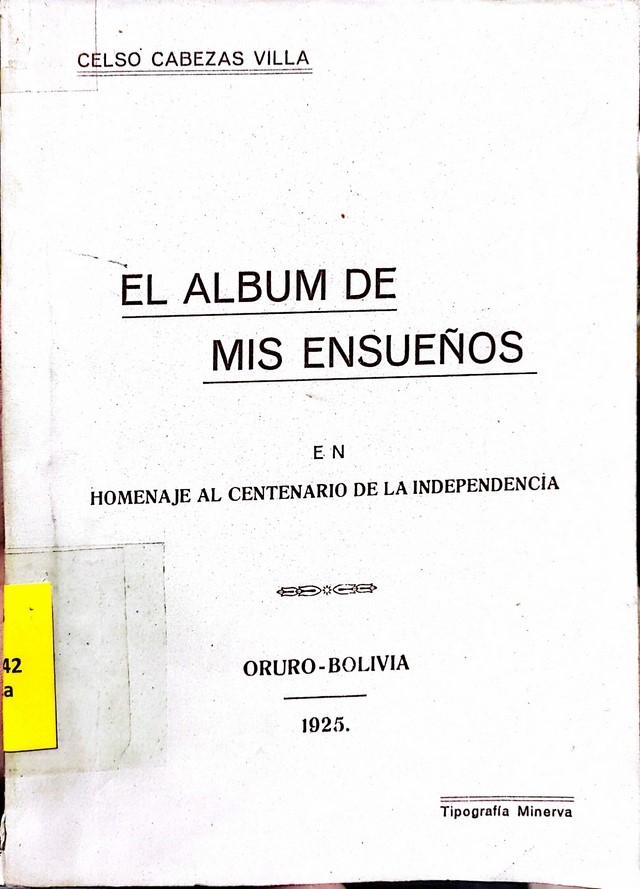 CELSO CABEZAS VILLA
EL ALBUM DE
MIS ENSUEÑOS
EN
HOMENAJE AL CENTENARIO DE LA INDEPENDENCIA
ORURO-BOLIVIA
1925.
42
a
Tipografía Minerva